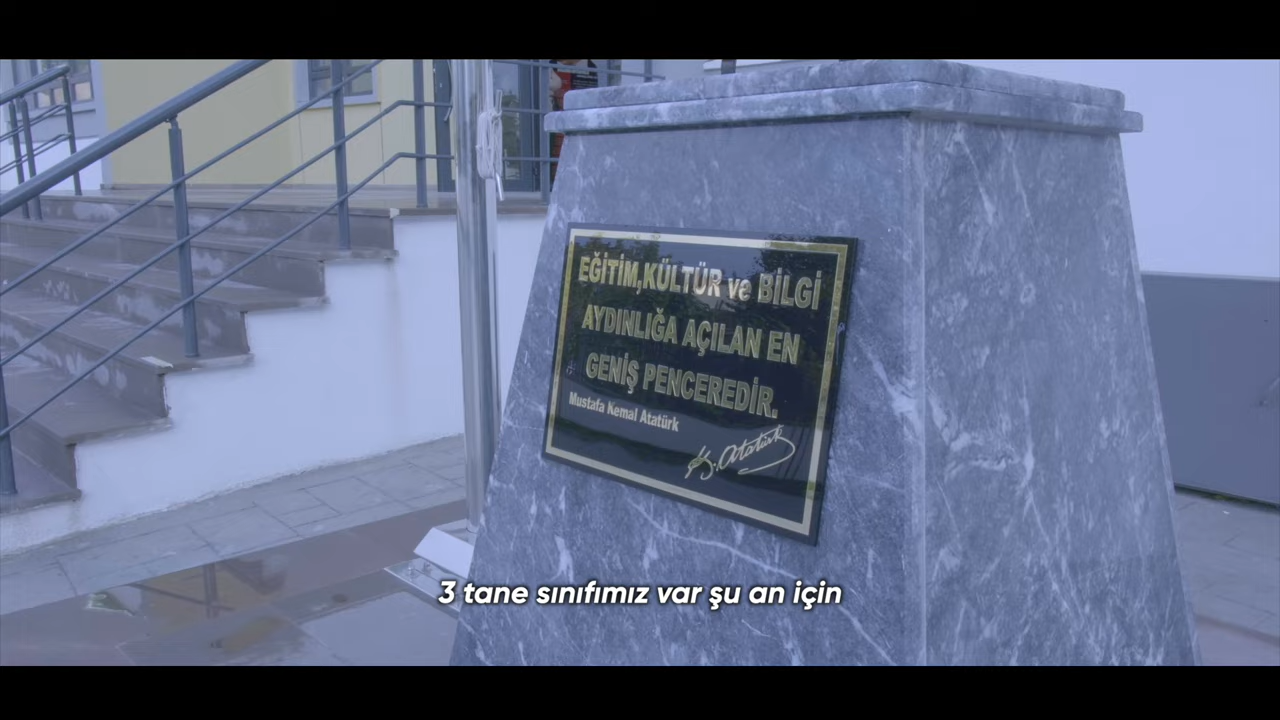 EĞİTİM,KÜLTÜR ve BİLGİ
AYDINLIĞA AÇILAN EN
GENİŞ PENCEREDİR.
Mustafa Kemal Atatürk
K. Atatürk
3 tane sınıfımız var şu an için